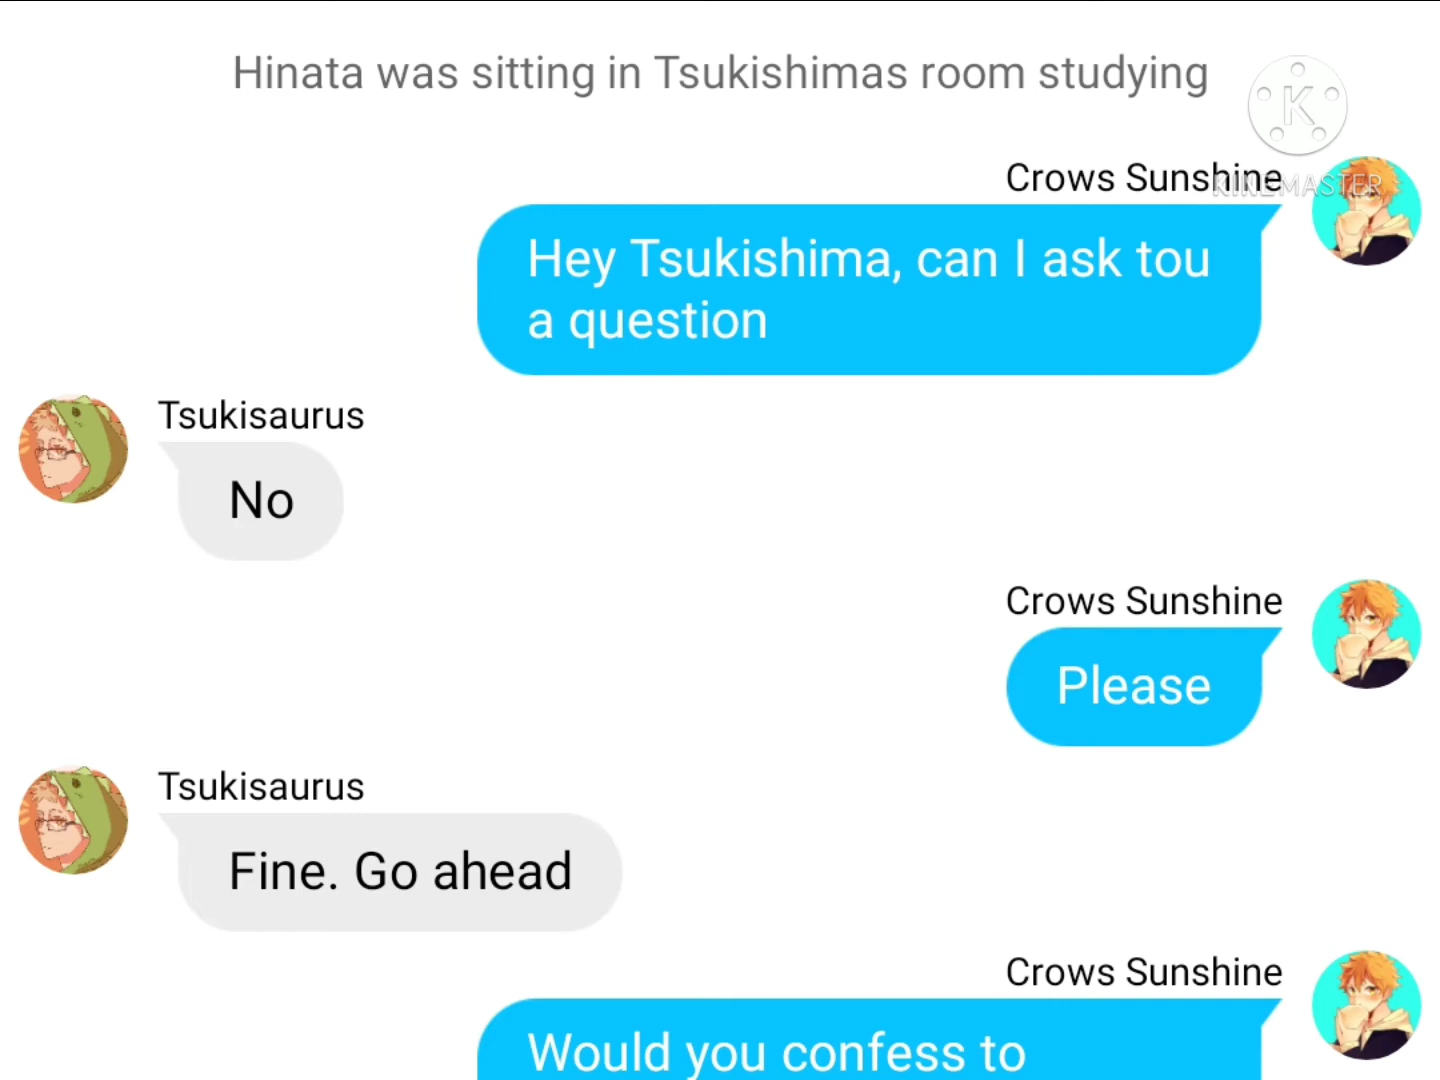 Hinata was sitting in Tsukishimas room studying
K
KINEMASTER
Crows Sunshine
Hey Tsukishima, can I ask tou
a question
Tsukisaurus
No
Crows Sunshine
Please
Tsukisaurus
Fine. Go ahead
Crows Sunshine
Would you confess to